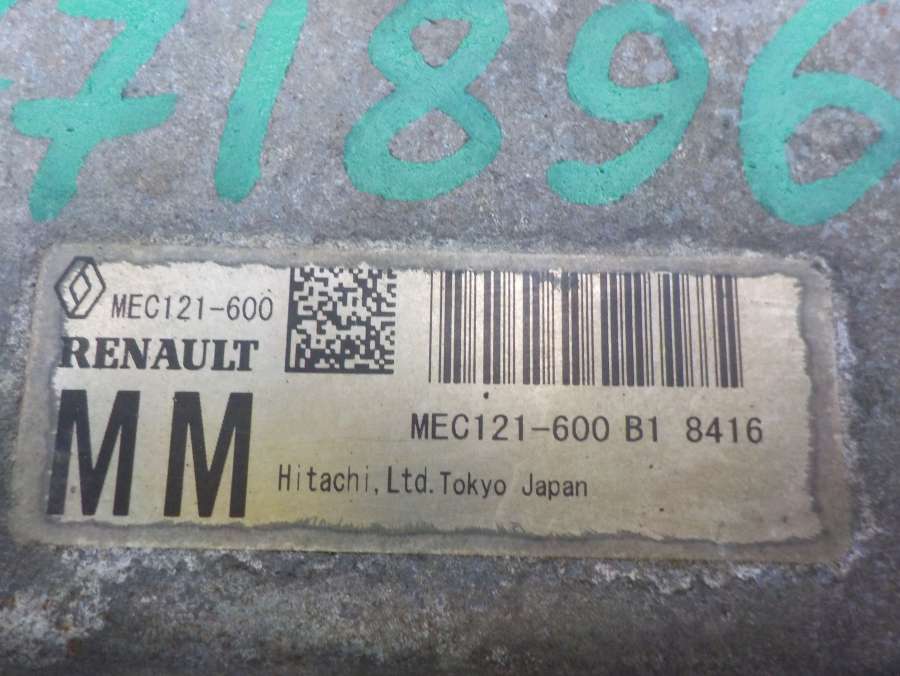 71896
MEC121-600
RENAULT
MM
MEC121-600 B1 8416
Hitachi,Ltd.Tokyo Japan